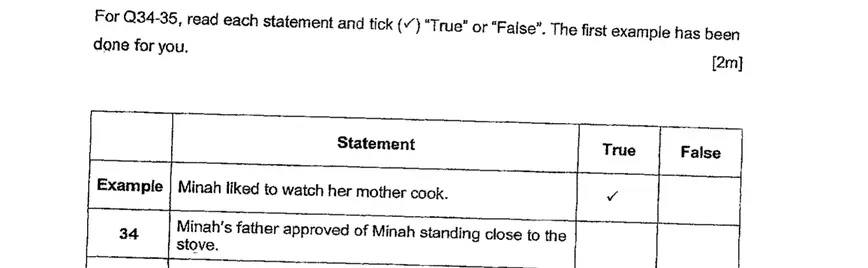 For Q34-35, read each statement and tick (✓) “True” or “False”. The first example has been
done for you.
[2m]
Statement
True
False
Example
Minah liked to watch her mother cook.
✓
34
Minah's father approved of Minah standing close to the
stove.